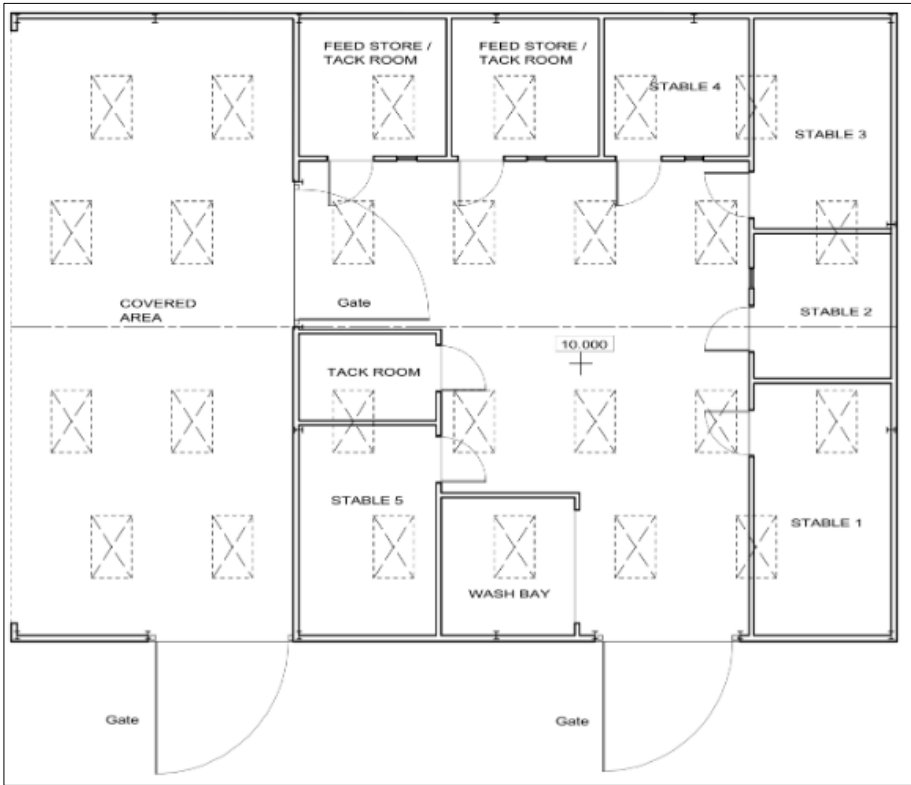 FEED STORE /
TACK ROOM
FEED STORE /
TACK ROOM
STABLE 4
STABLE 3
COVERED
AREA
Gate
STABLE 2
10.000
TACK ROOM
STABLE 5
STABLE 1
WASH BAY
Gate
Gate